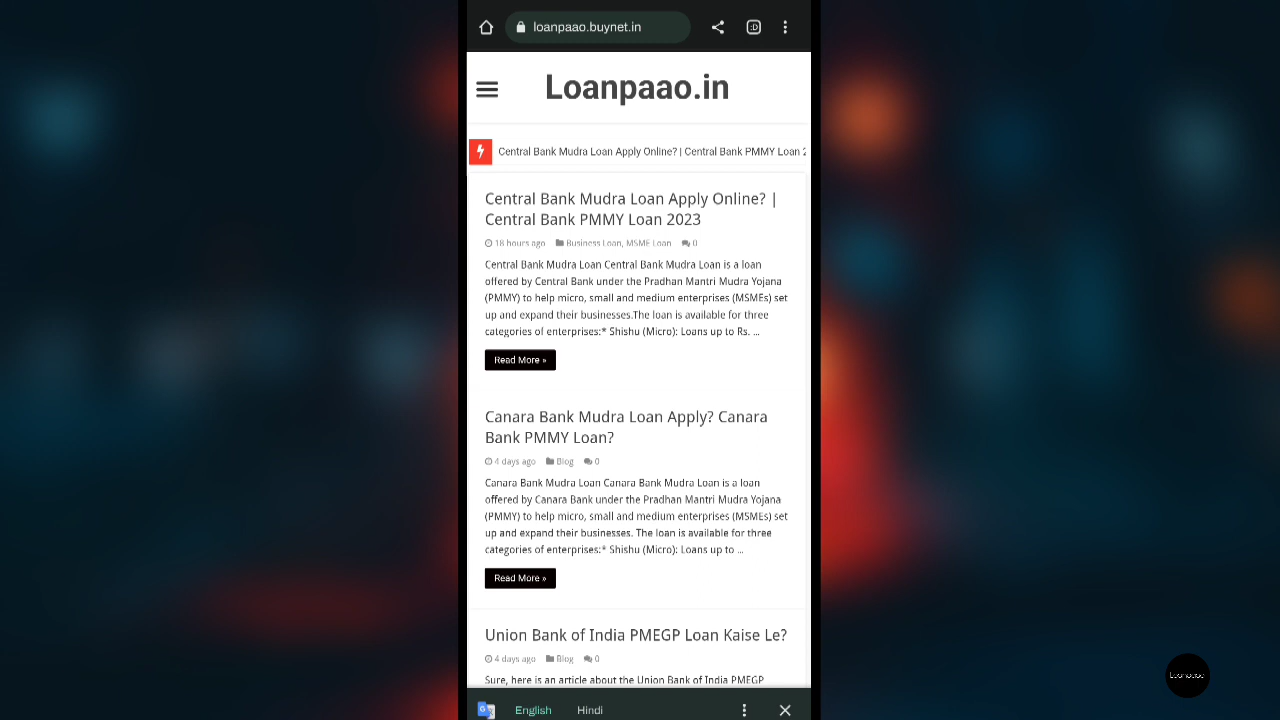 loanpaao.buynet.in
:D
Loanpaao.in
Central Bank Mudra Loan Apply Online? | Central Bank PMMY Loan 2
Central Bank Mudra Loan Apply Online? |
Central Bank PMMY Loan 2023
18 hours ago Business Loan, MSME Loan 0
Central Bank Mudra Loan Central Bank Mudra Loan is a loan
offered by Central Bank under the Pradhan Mantri Mudra Yojana
(PMMY) to help micro, small and medium enterprises (MSMEs) set
up and expand their businesses.The loan is available for three
categories of enterprises:* Shishu (Micro): Loans up to Rs. ...
Read More »
Canara Bank Mudra Loan Apply? Canara
Bank PMMY Loan?
4 days ago Blog 0
Canara Bank Mudra Loan Canara Bank Mudra Loan is a loan
offered by Canara Bank under the Pradhan Mantri Mudra Yojana
(PMMY) to help micro, small and medium enterprises (MSMEs) set
up and expand their businesses. The loan is available for three
categories of enterprises:* Shishu (Micro): Loans up to ...
Read More »
Union Bank of India PMEGP Loan Kaise Le?
4 days ago Blog 0
Sure, here is an article about the Union Bank of India PMEGP
English Hindi
Loanpaao